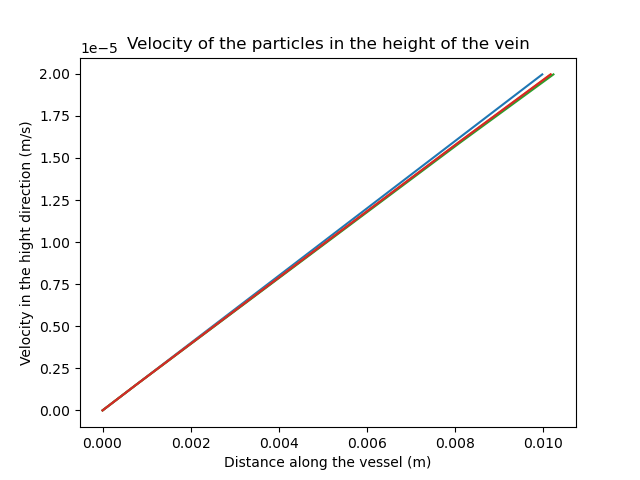 Velocity of the particles in the height of the vein
1e−5
2.00
1.75
1.50
1.25
1.00
0.75
0.50
0.25
0.00
Velocity in the hight direction (m/s)
0.000 0.002 0.004 0.006 0.008 0.010
Distance along the vessel (m)